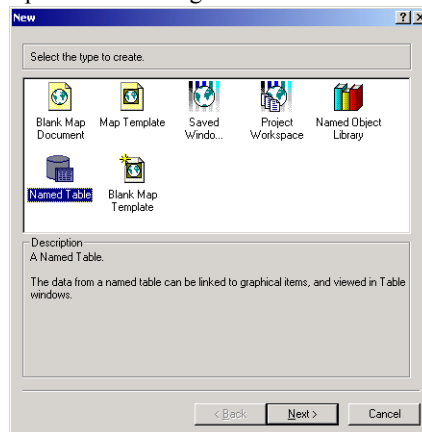 New
Select the type to create.
Blank Map Document
Map Template
Saved Windo...
Project Workspace
Named Object Library
Named Table
Blank Map Template
Description
A Named Table.
The data from a named table can be linked to graphical items, and viewed in Table
windows.
< Back
Next >
Cancel